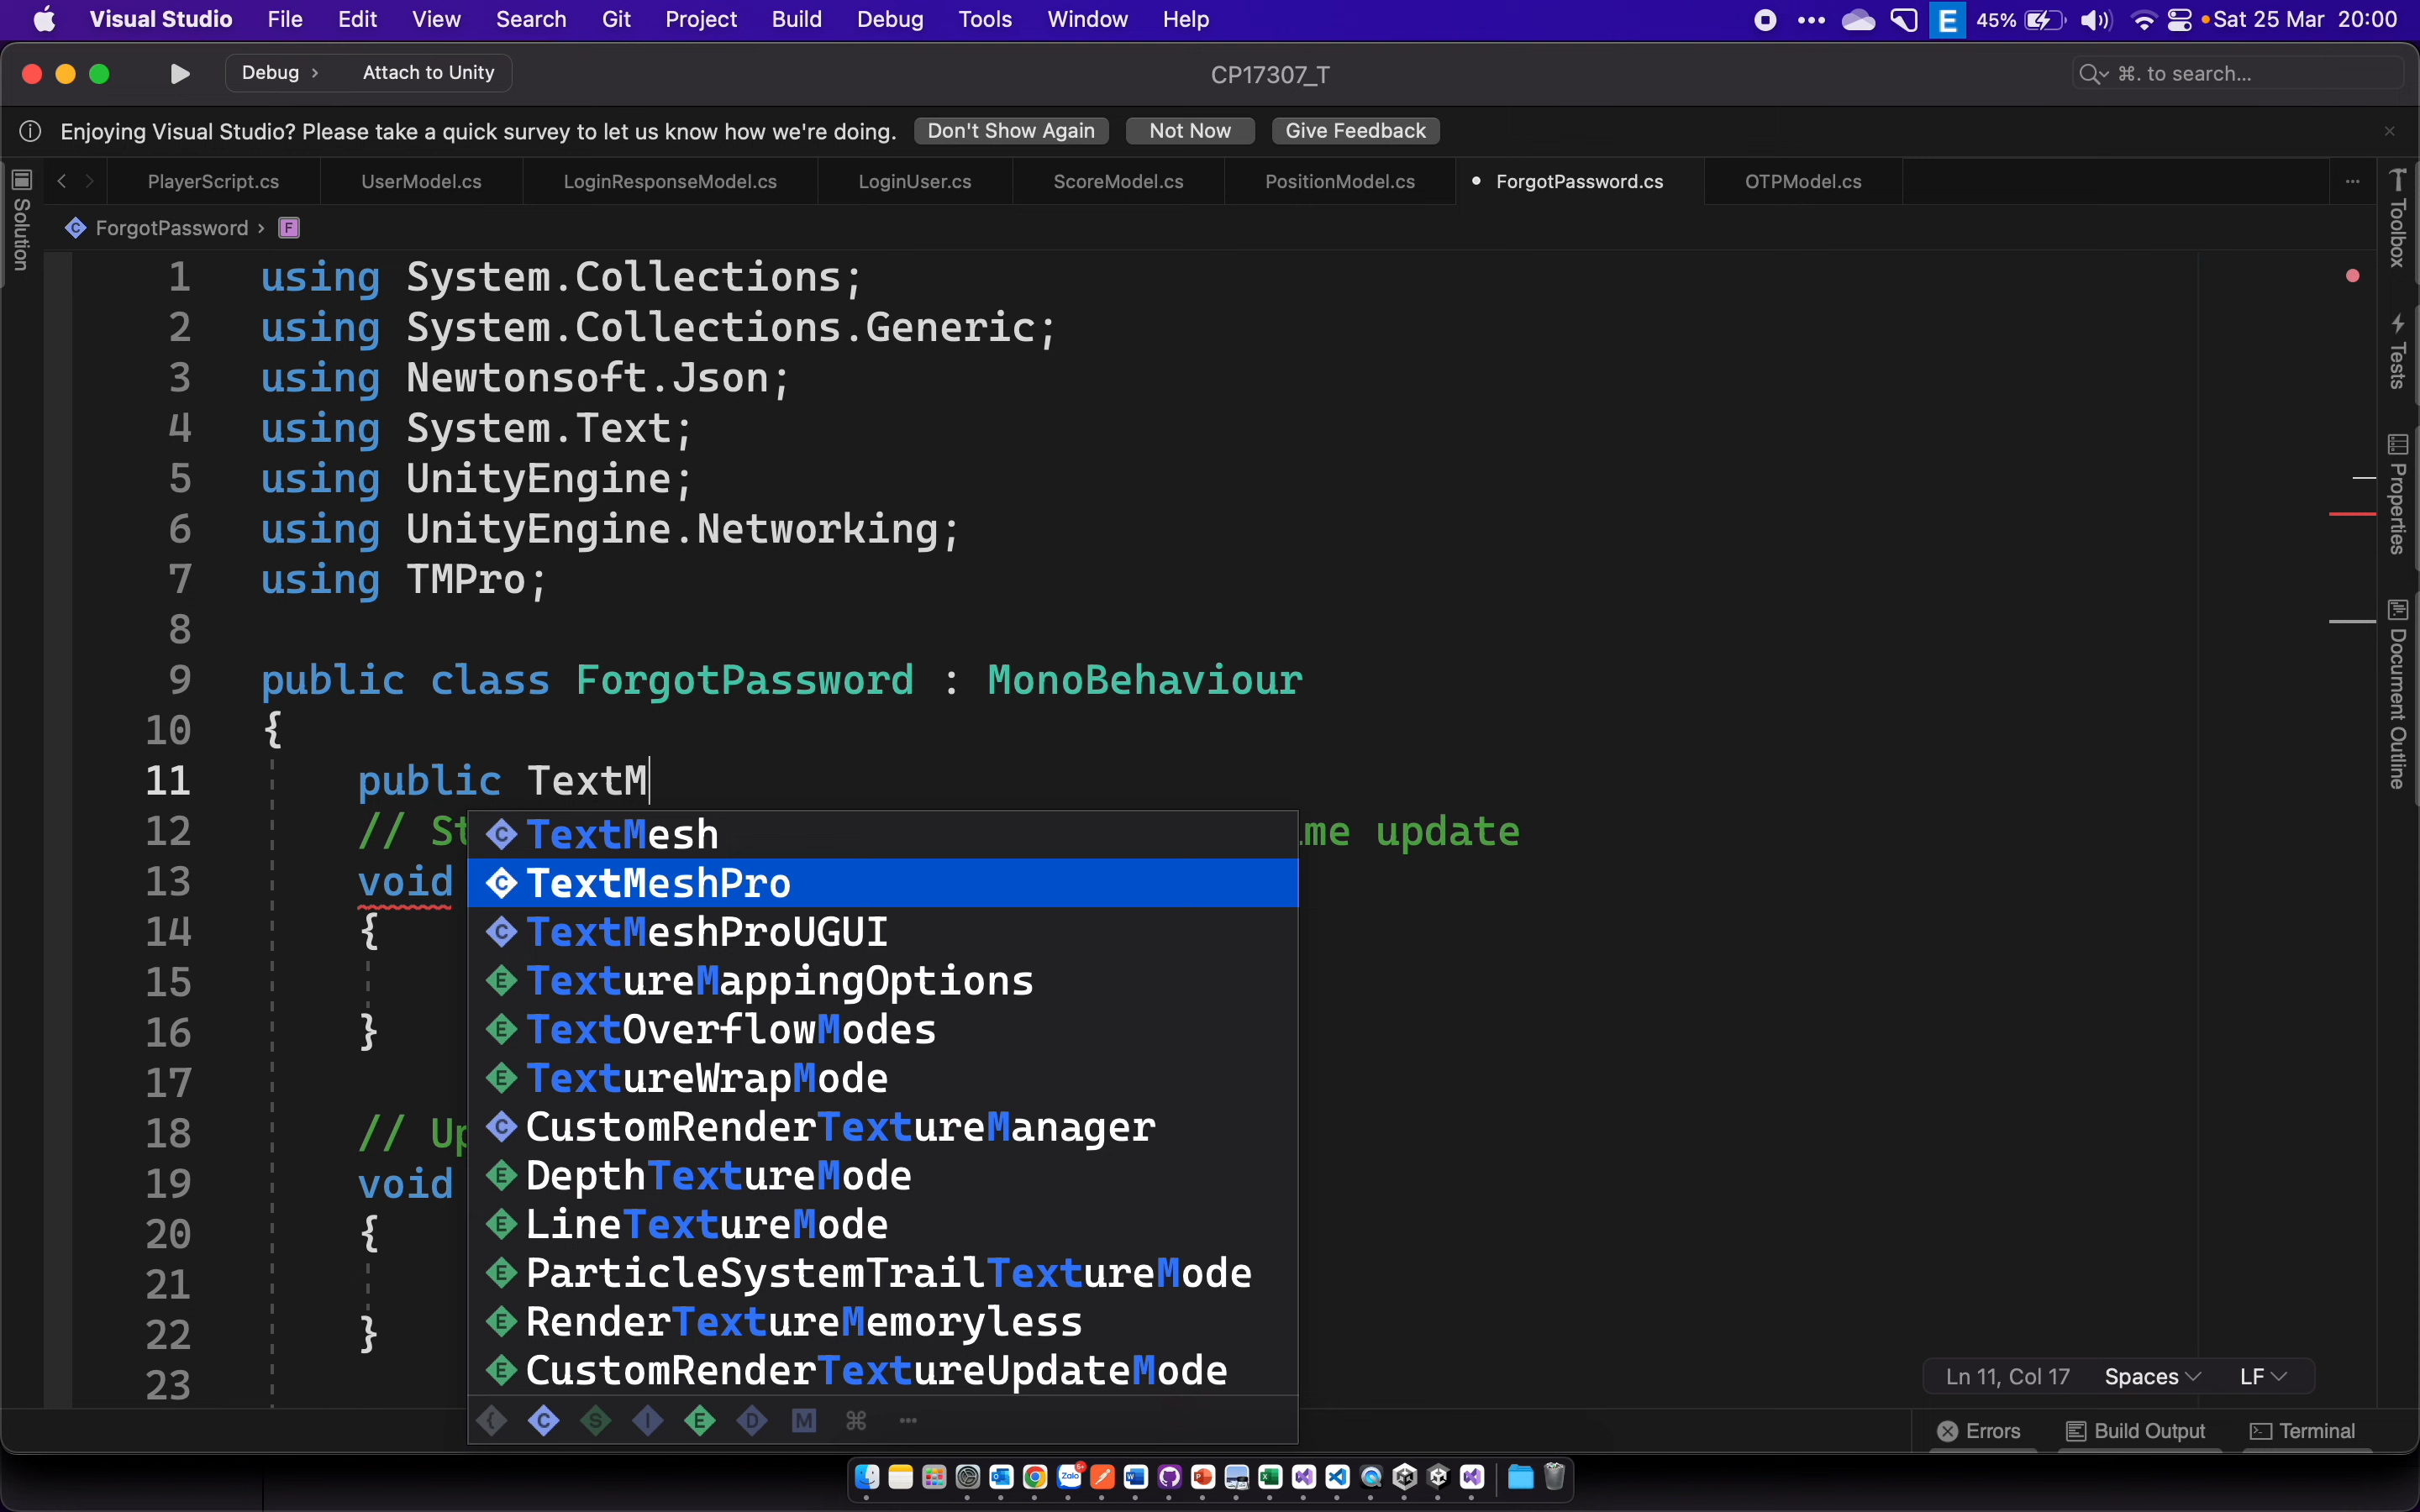 Visual Studio File Edit View Search Git Project Build Debug Tools Window Help E 45% Sat 25 Mar 20:00
Debug › Attach to Unity CP17307_T ⌘. to search...
Enjoying Visual Studio? Please take a quick survey to let us know how we're doing. Don't Show Again Not Now Give Feedback
PlayerScript.cs UserModel.cs LoginResponseModel.cs LoginUser.cs ScoreModel.cs PositionModel.cs ForgotPassword.cs OTPModel.cs
C ForgotPassword › F
Solution
1 using System.Collections;
2 using System.Collections.Generic;
3 using Newtonsoft.Json;
4 using System.Text;
5 using UnityEngine;
6 using UnityEngine.Networking;
7 using TMPro;
8
9 public class ForgotPassword : MonoBehaviour
10 {
11 public TextM
12 // St me update
13 void
14 {
15
16 }
17
18 // Up
19 void
20 {
21
22 }
23
C TextMesh
C TextMeshPro
C TextMeshProUGUI
E TextureMappingOptions
E TextOverflowModes
E TextureWrapMode
C CustomRenderTextureManager
E DepthTextureMode
E LineTextureMode
E ParticleSystemTrailTextureMode
E RenderTextureMemoryless
E CustomRenderTextureUpdateMode
{ C S I E D M ⌘ ...
Toolbox
Tests
Properties
Document Outline
Ln 11, Col 17 Spaces LF
Errors Build Output Terminal
Zalo 5+